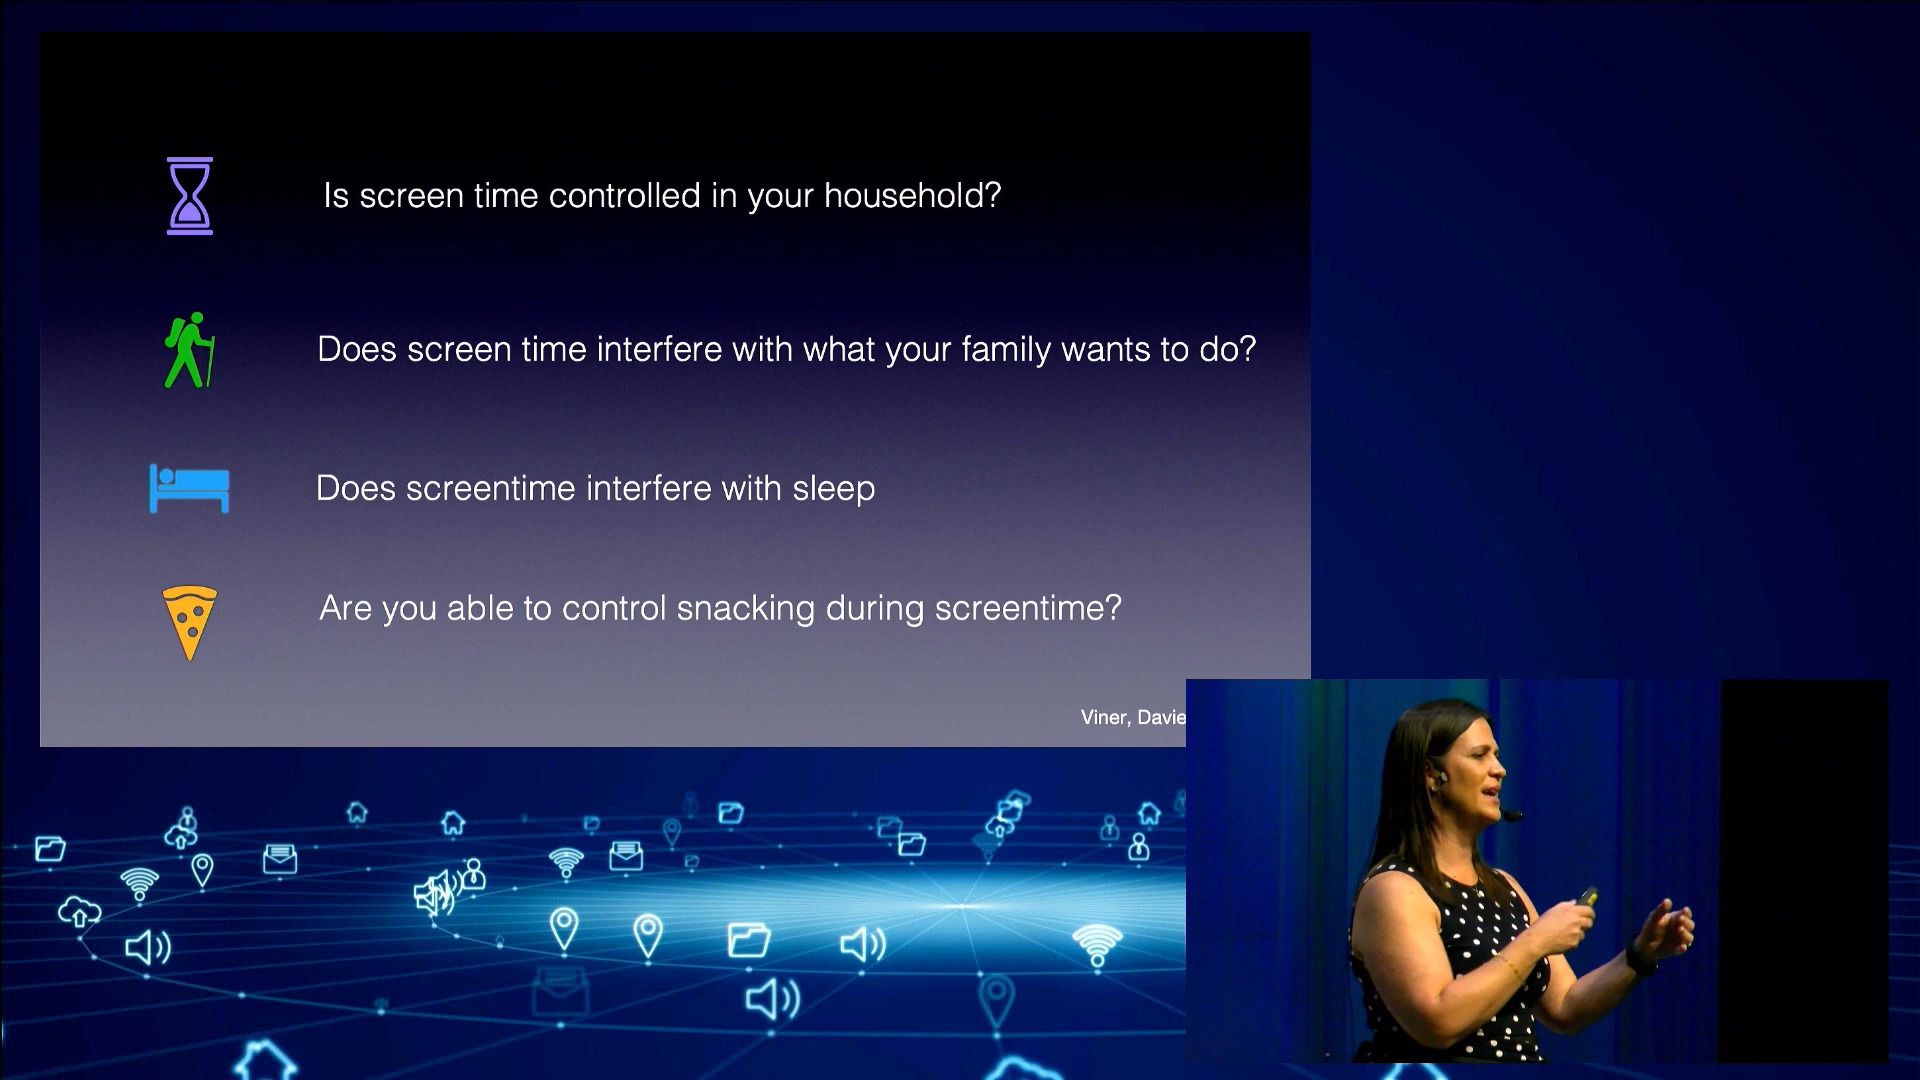 Is screen time controlled in your household?
Does screen time interfere with what your family wants to do?
Does screentime interfere with sleep
Are you able to control snacking during screentime?
Viner, Davie